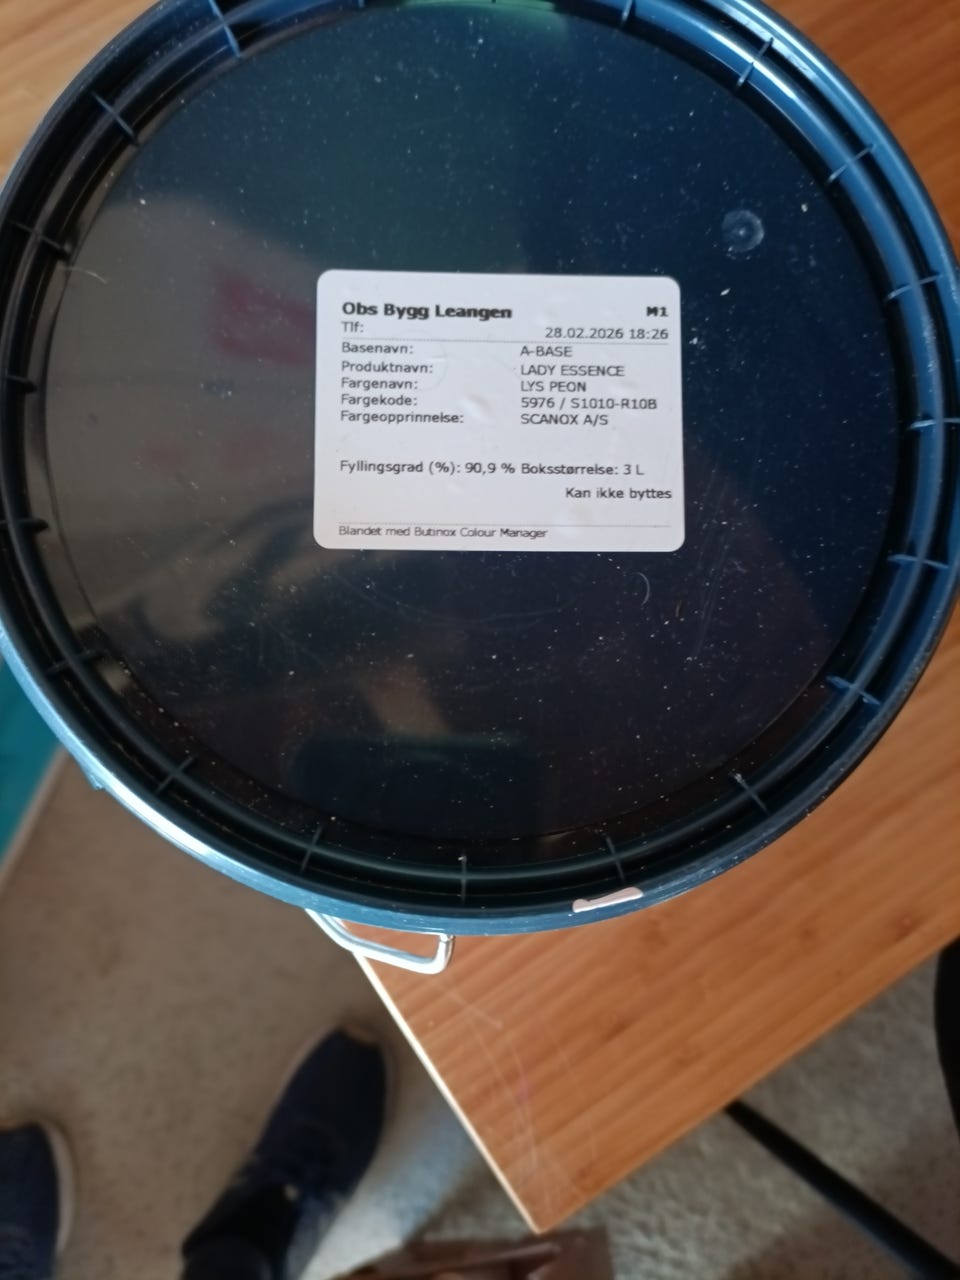 Obs Bygg Leangen M1
Tlf: 28.02.2026 18:26
Basenavn: A-BASE
Produktnavn: LADY ESSENCE
Fargenavn: LYS PEON
Fargekode: 5976 / S1010-R10B
Fargeopprinnelse: SCANOX A/S
Fyllingsgrad (%): 90,9 % Boksstørrelse: 3 L
Kan ikke byttes
Blandet med Butinox Colour Manager